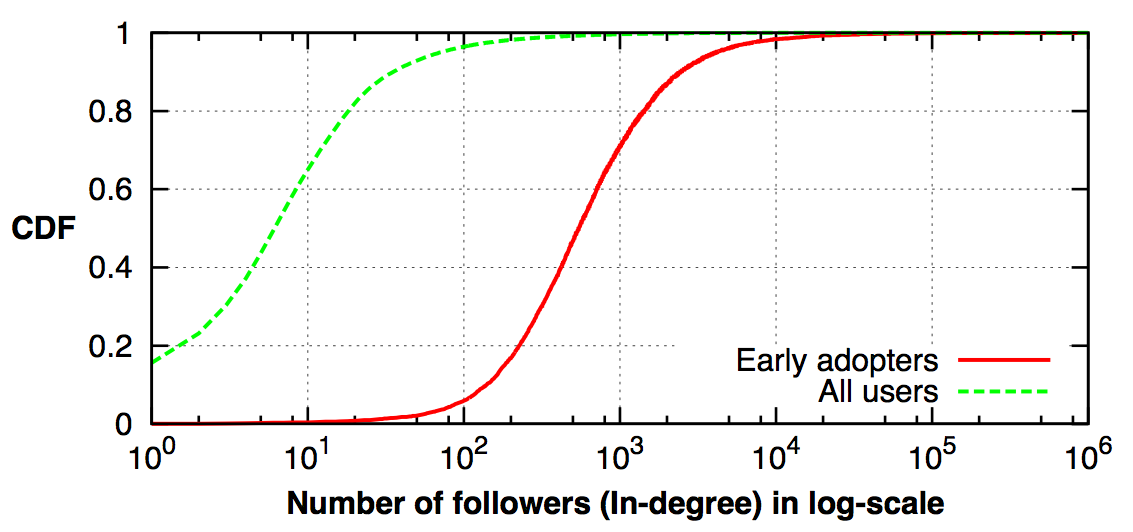 1
0.8
0.6
CDF
0.4
0.2
0
Early adopters
All users
10^0 10^1 10^2 10^3 10^4 10^5 10^6
Number of followers (In-degree) in log-scale